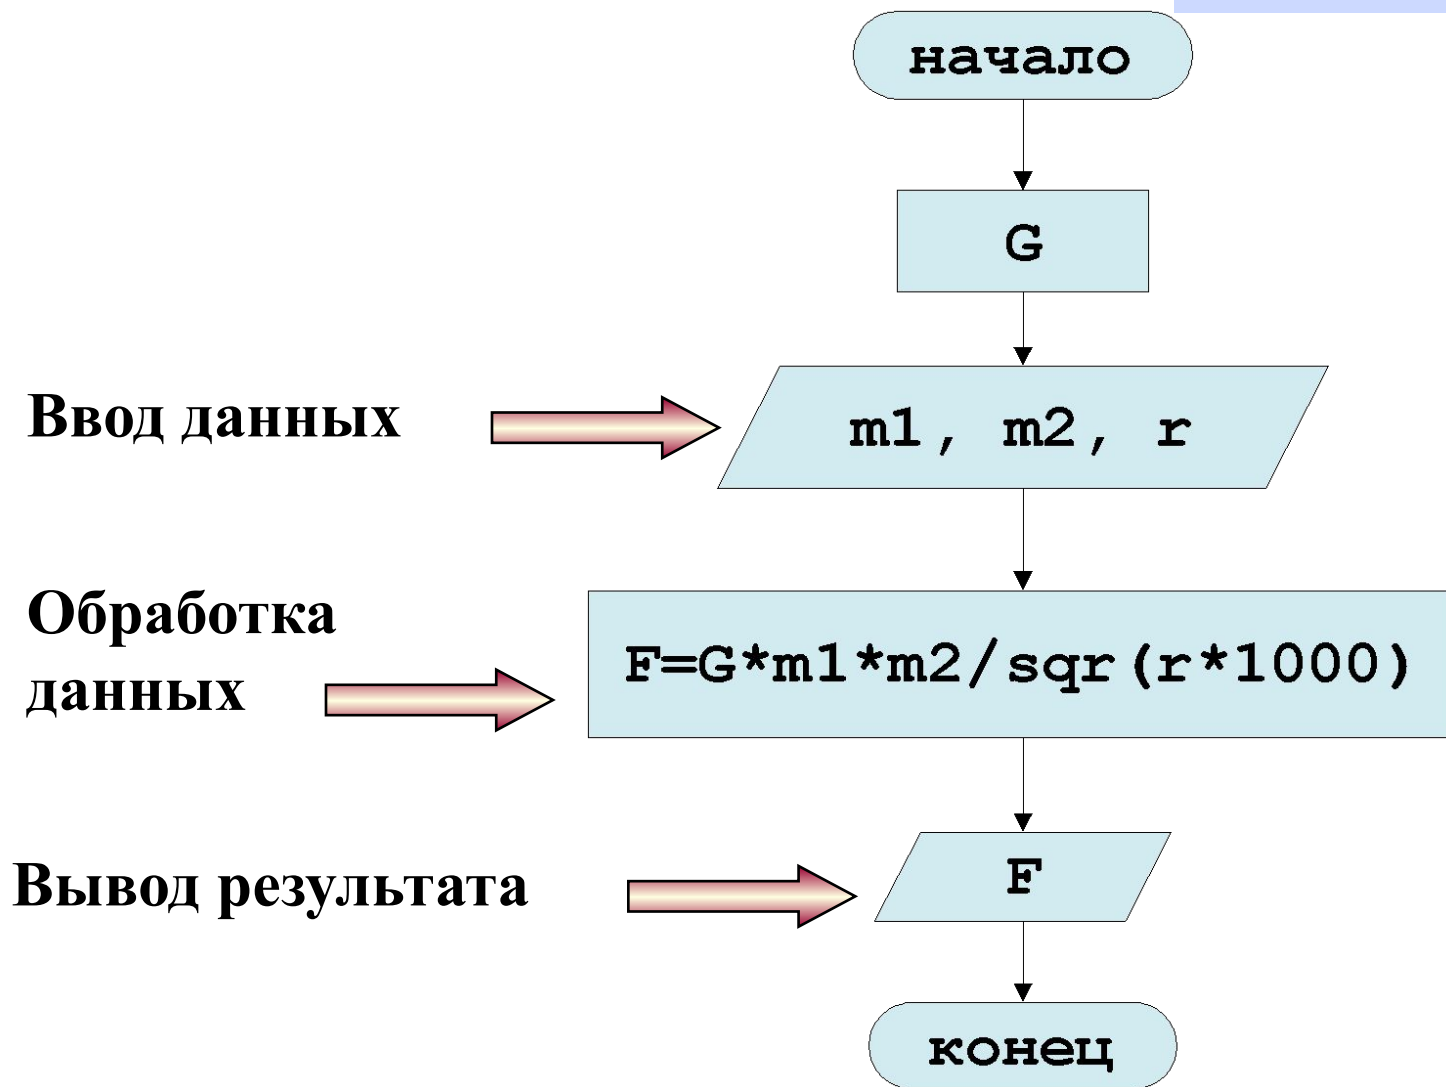 начало
G
Ввод данных
m1, m2, r
Обработка
данных
F=G*m1*m2/sqr(r*1000)
Вывод результата
F
конец